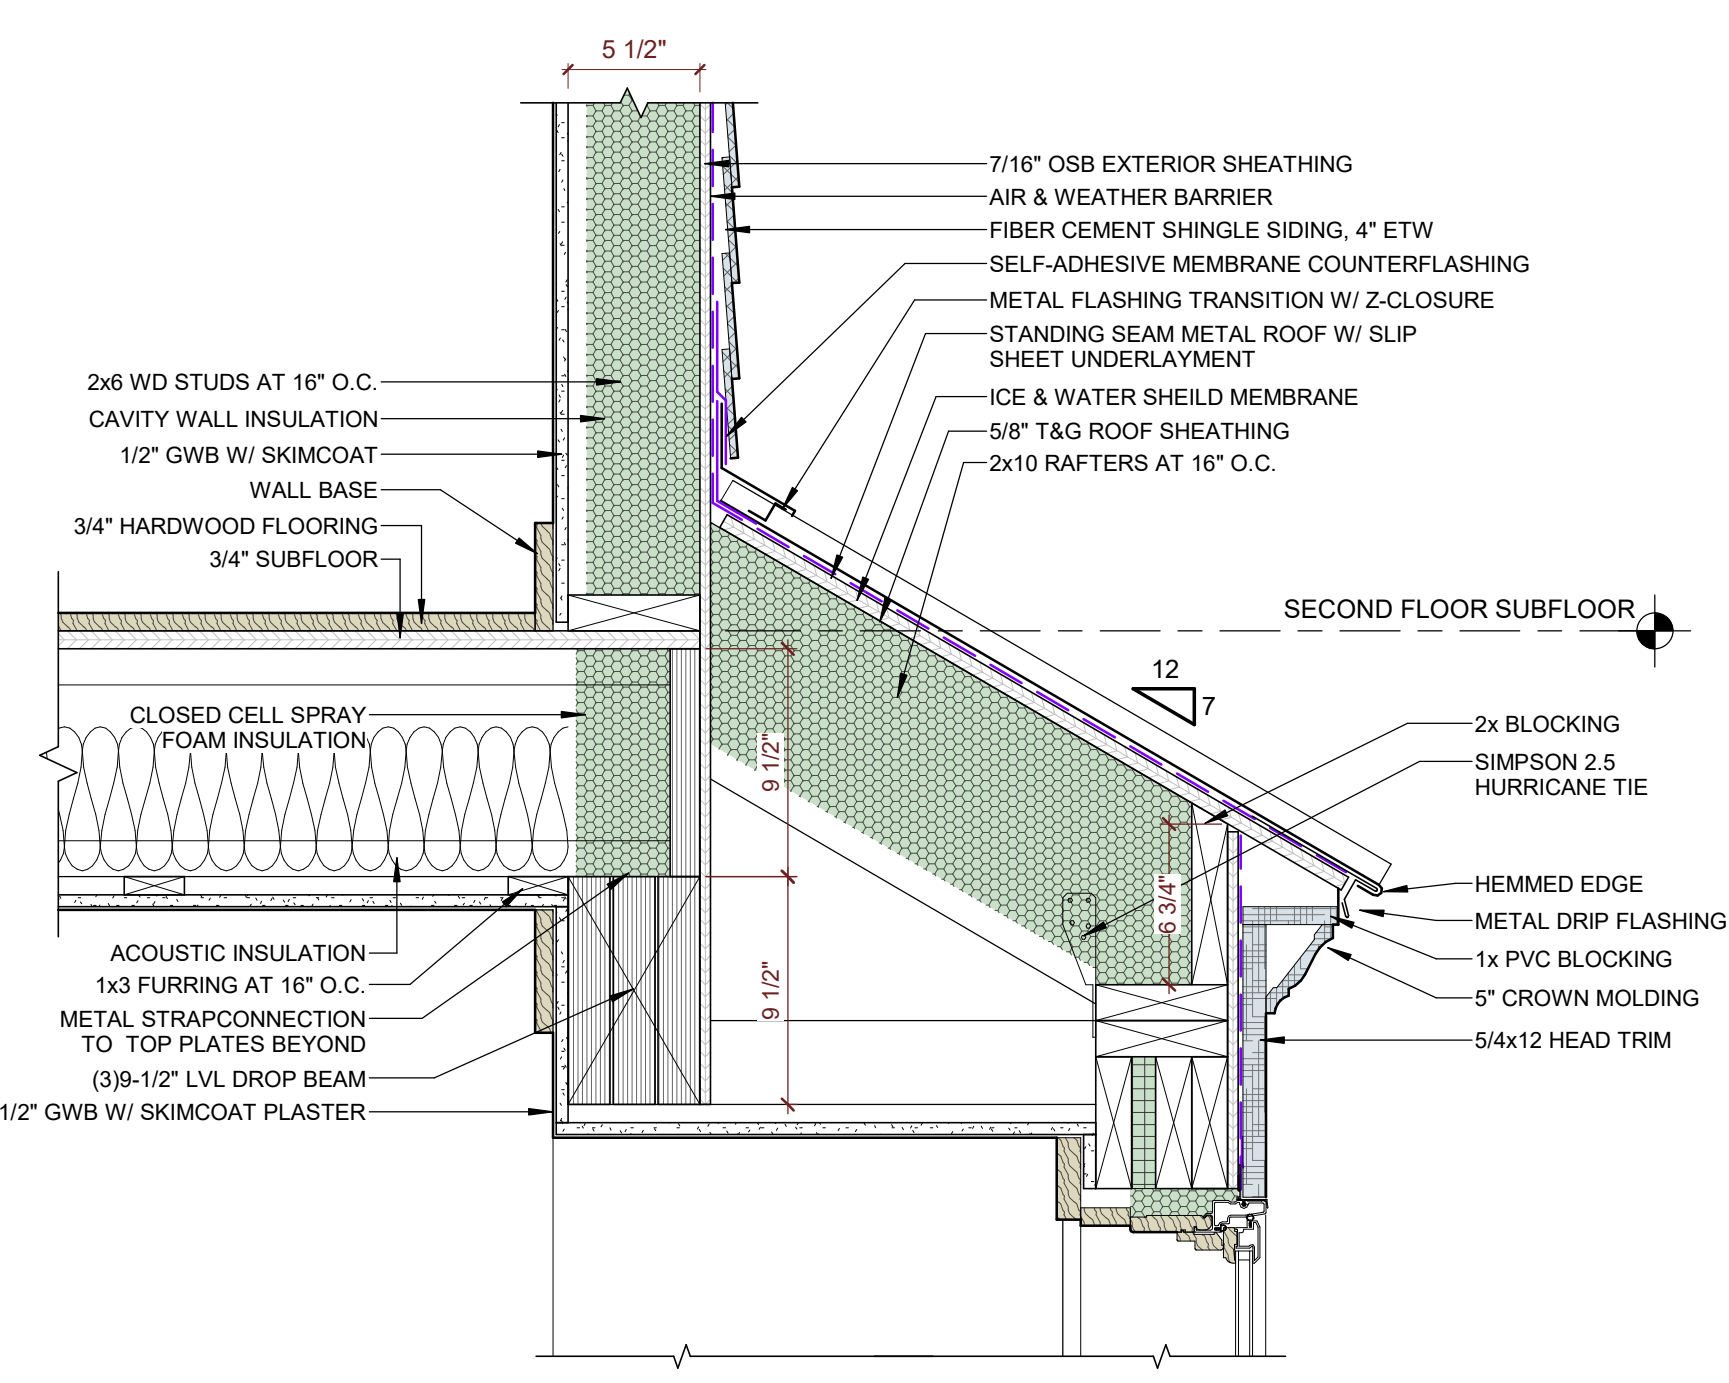 5 1/2"
7/16" OSB EXTERIOR SHEATHING
AIR & WEATHER BARRIER
FIBER CEMENT SHINGLE SIDING, 4" ETW
SELF-ADHESIVE MEMBRANE COUNTERFLASHING
METAL FLASHING TRANSITION W/ Z-CLOSURE
STANDING SEAM METAL ROOF W/ SLIP
SHEET UNDERLAYMENT
ICE & WATER SHEILD MEMBRANE
5/8" T&G ROOF SHEATHING
2x10 RAFTERS AT 16" O.C.
2x6 WD STUDS AT 16" O.C.
CAVITY WALL INSULATION
1/2" GWB W/ SKIMCOAT
WALL BASE
3/4" HARDWOOD FLOORING
3/4" SUBFLOOR
SECOND FLOOR SUBFLOOR
12
7
CLOSED CELL SPRAY
FOAM INSULATION
9 1/2"
9 1/2"
6 3/4"
2x BLOCKING
SIMPSON 2.5
HURRICANE TIE
HEMMED EDGE
METAL DRIP FLASHING
1x PVC BLOCKING
5" CROWN MOLDING
5/4x12 HEAD TRIM
ACOUSTIC INSULATION
1x3 FURRING AT 16" O.C.
METAL STRAPCONNECTION
TO TOP PLATES BEYOND
(3)9-1/2" LVL DROP BEAM
1/2" GWB W/ SKIMCOAT PLASTER